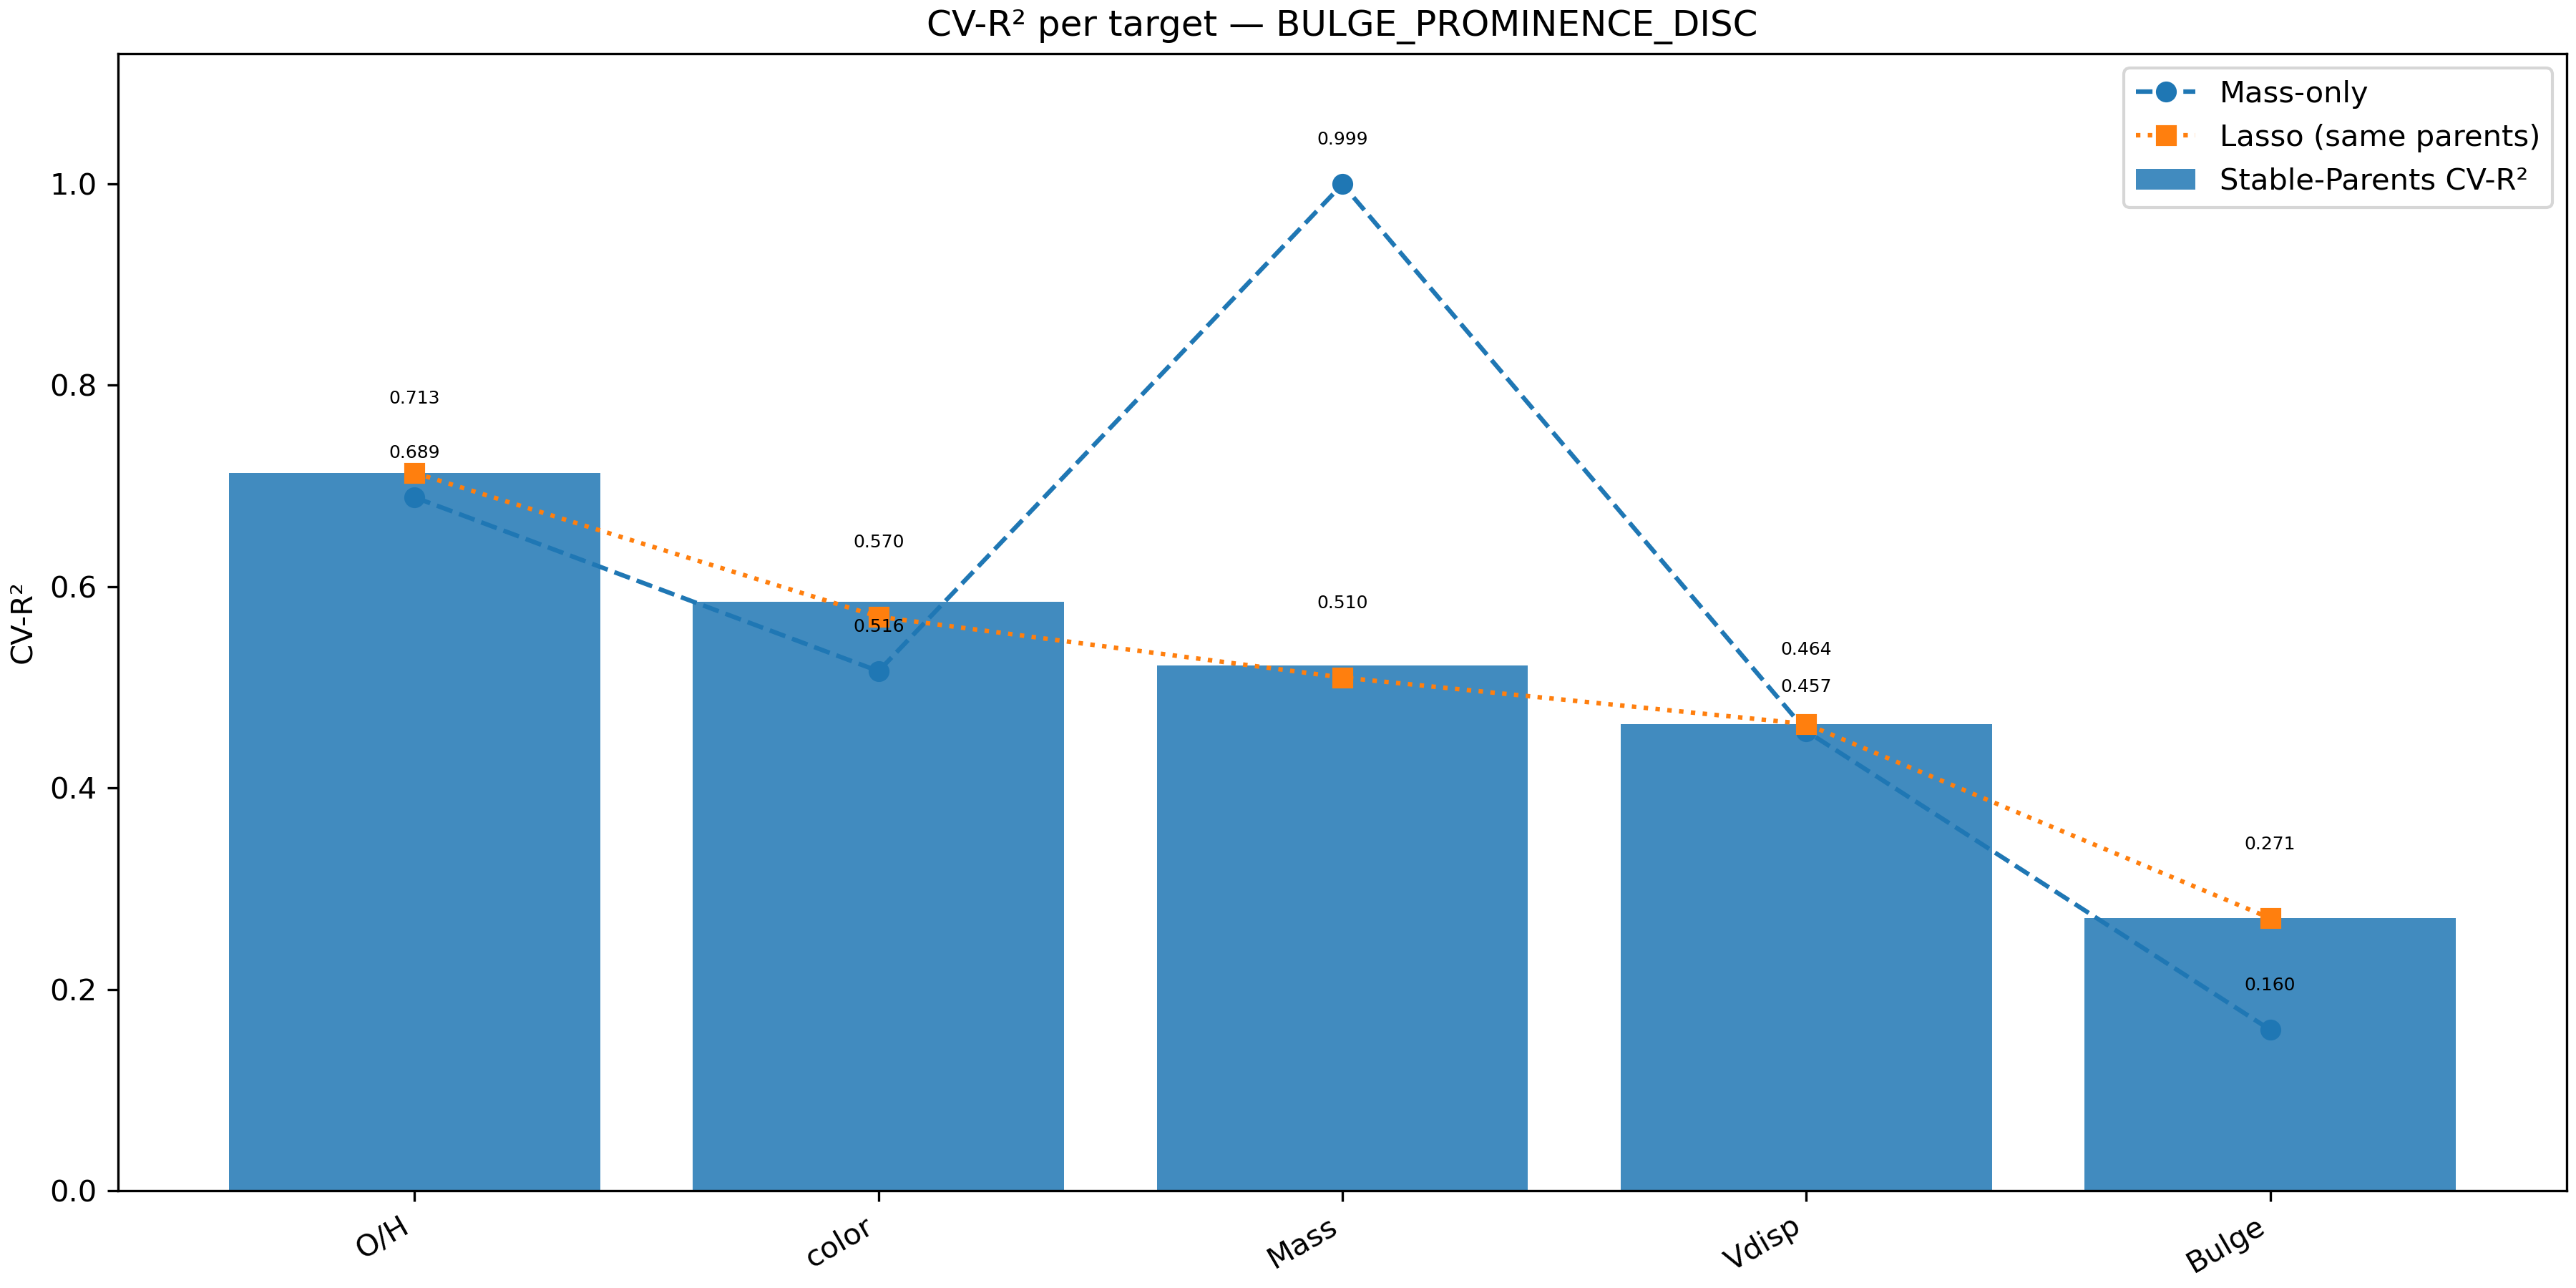 CV-R² per target — BULGE_PROMINENCE_DISC
Mass-only
Lasso (same parents)
Stable-Parents CV-R²
CV-R²
1.0
0.8
0.6
0.4
0.2
0.0
0.999
0.713
0.689
0.570
0.516
0.510
0.464
0.457
0.271
0.160
O/H
color
Mass
Vdisp
Bulge